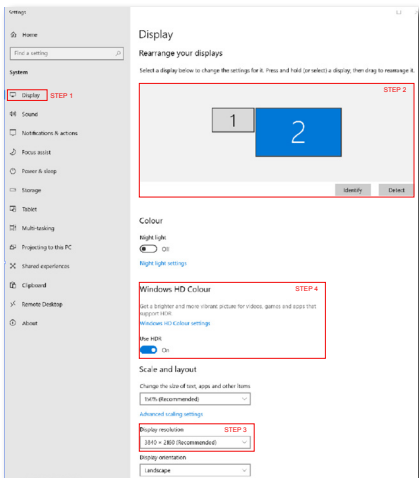 Settings
Home
Find a setting
System
Display STEP 1
Sound
Notifications & actions
Focus assist
Power & sleep
Storage
Tablet
Multi-tasking
Projecting to this PC
Shared experiences
Clipboard
Remote Desktop
About
Display
Rearrange your displays
Select a display below to change the settings for it. Press and hold (or select) a display, then drag to rearrange it.
STEP 2
1 2
Identify Detect
Colour
Night light
Off
Night light settings
Windows HD Colour STEP 4
Get a brighter and more vibrant picture for videos, games and apps that
support HDR.
Windows HD Colour settings
Use HDR
On
Scale and layout
Change the size of text, apps and other items
(Recommended)
Advanced scaling settings
Display resolution STEP 3
3840 × 2160 (Recommended)
Display orientation
Landscape